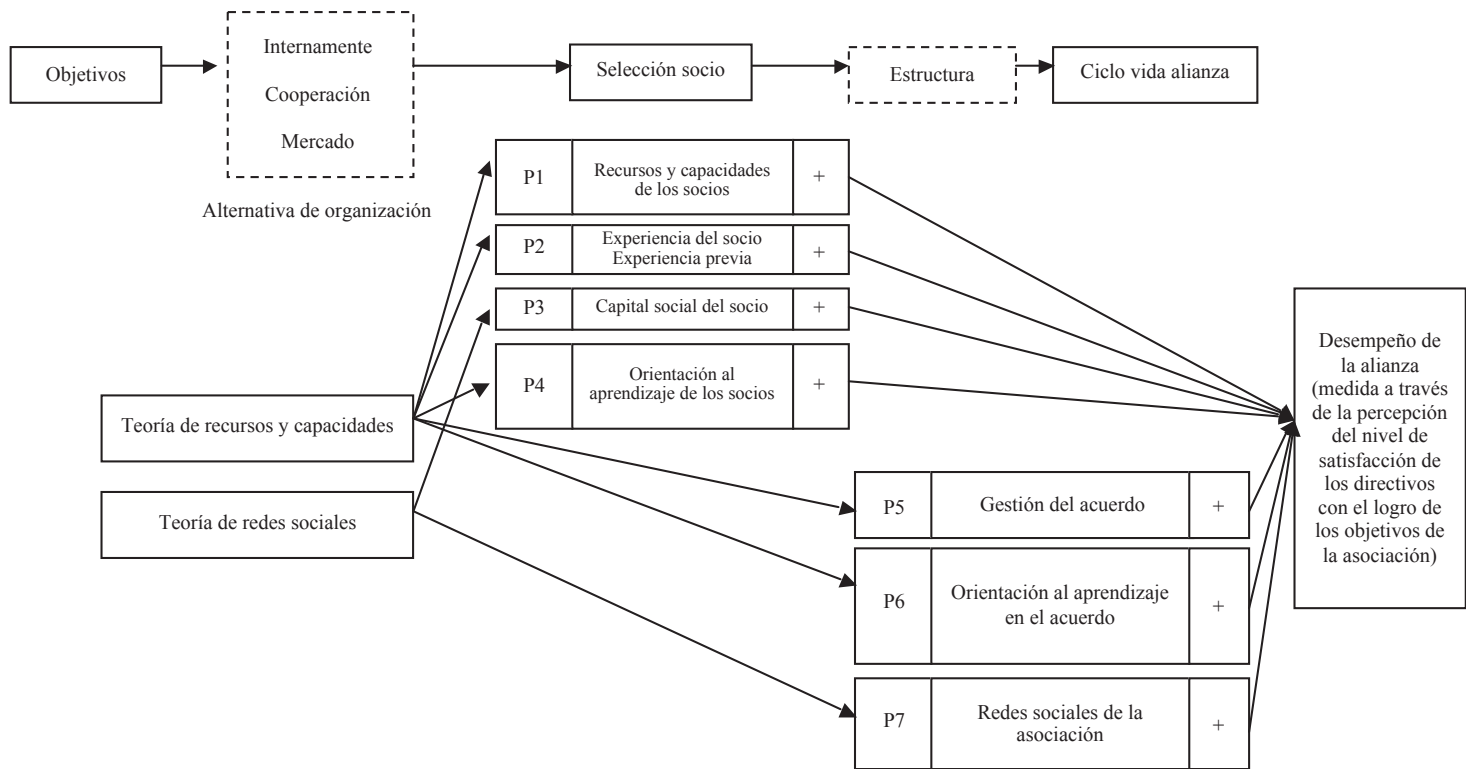 Objetivos
Internamente
Cooperación
Mercado
Alternativa de organización
Selección socio
Estructura
Ciclo vida alianza
P1
Recursos y capacidades
de los socios
+
P2
Experiencia del socio
Experiencia previa
+
P3
Capital social del socio
+
P4
Orientación al
aprendizaje de los socios
+
Teoría de recursos y capacidades
Teoría de redes sociales
P5
Gestión del acuerdo
+
P6
Orientación al aprendizaje
en el acuerdo
+
P7
Redes sociales de la
asociación
+
Desempeño de
la alianza
(medida a través
de la percepción
del nivel de
satisfacción de
los directivos
con el logro de
los objetivos de
la asociación)